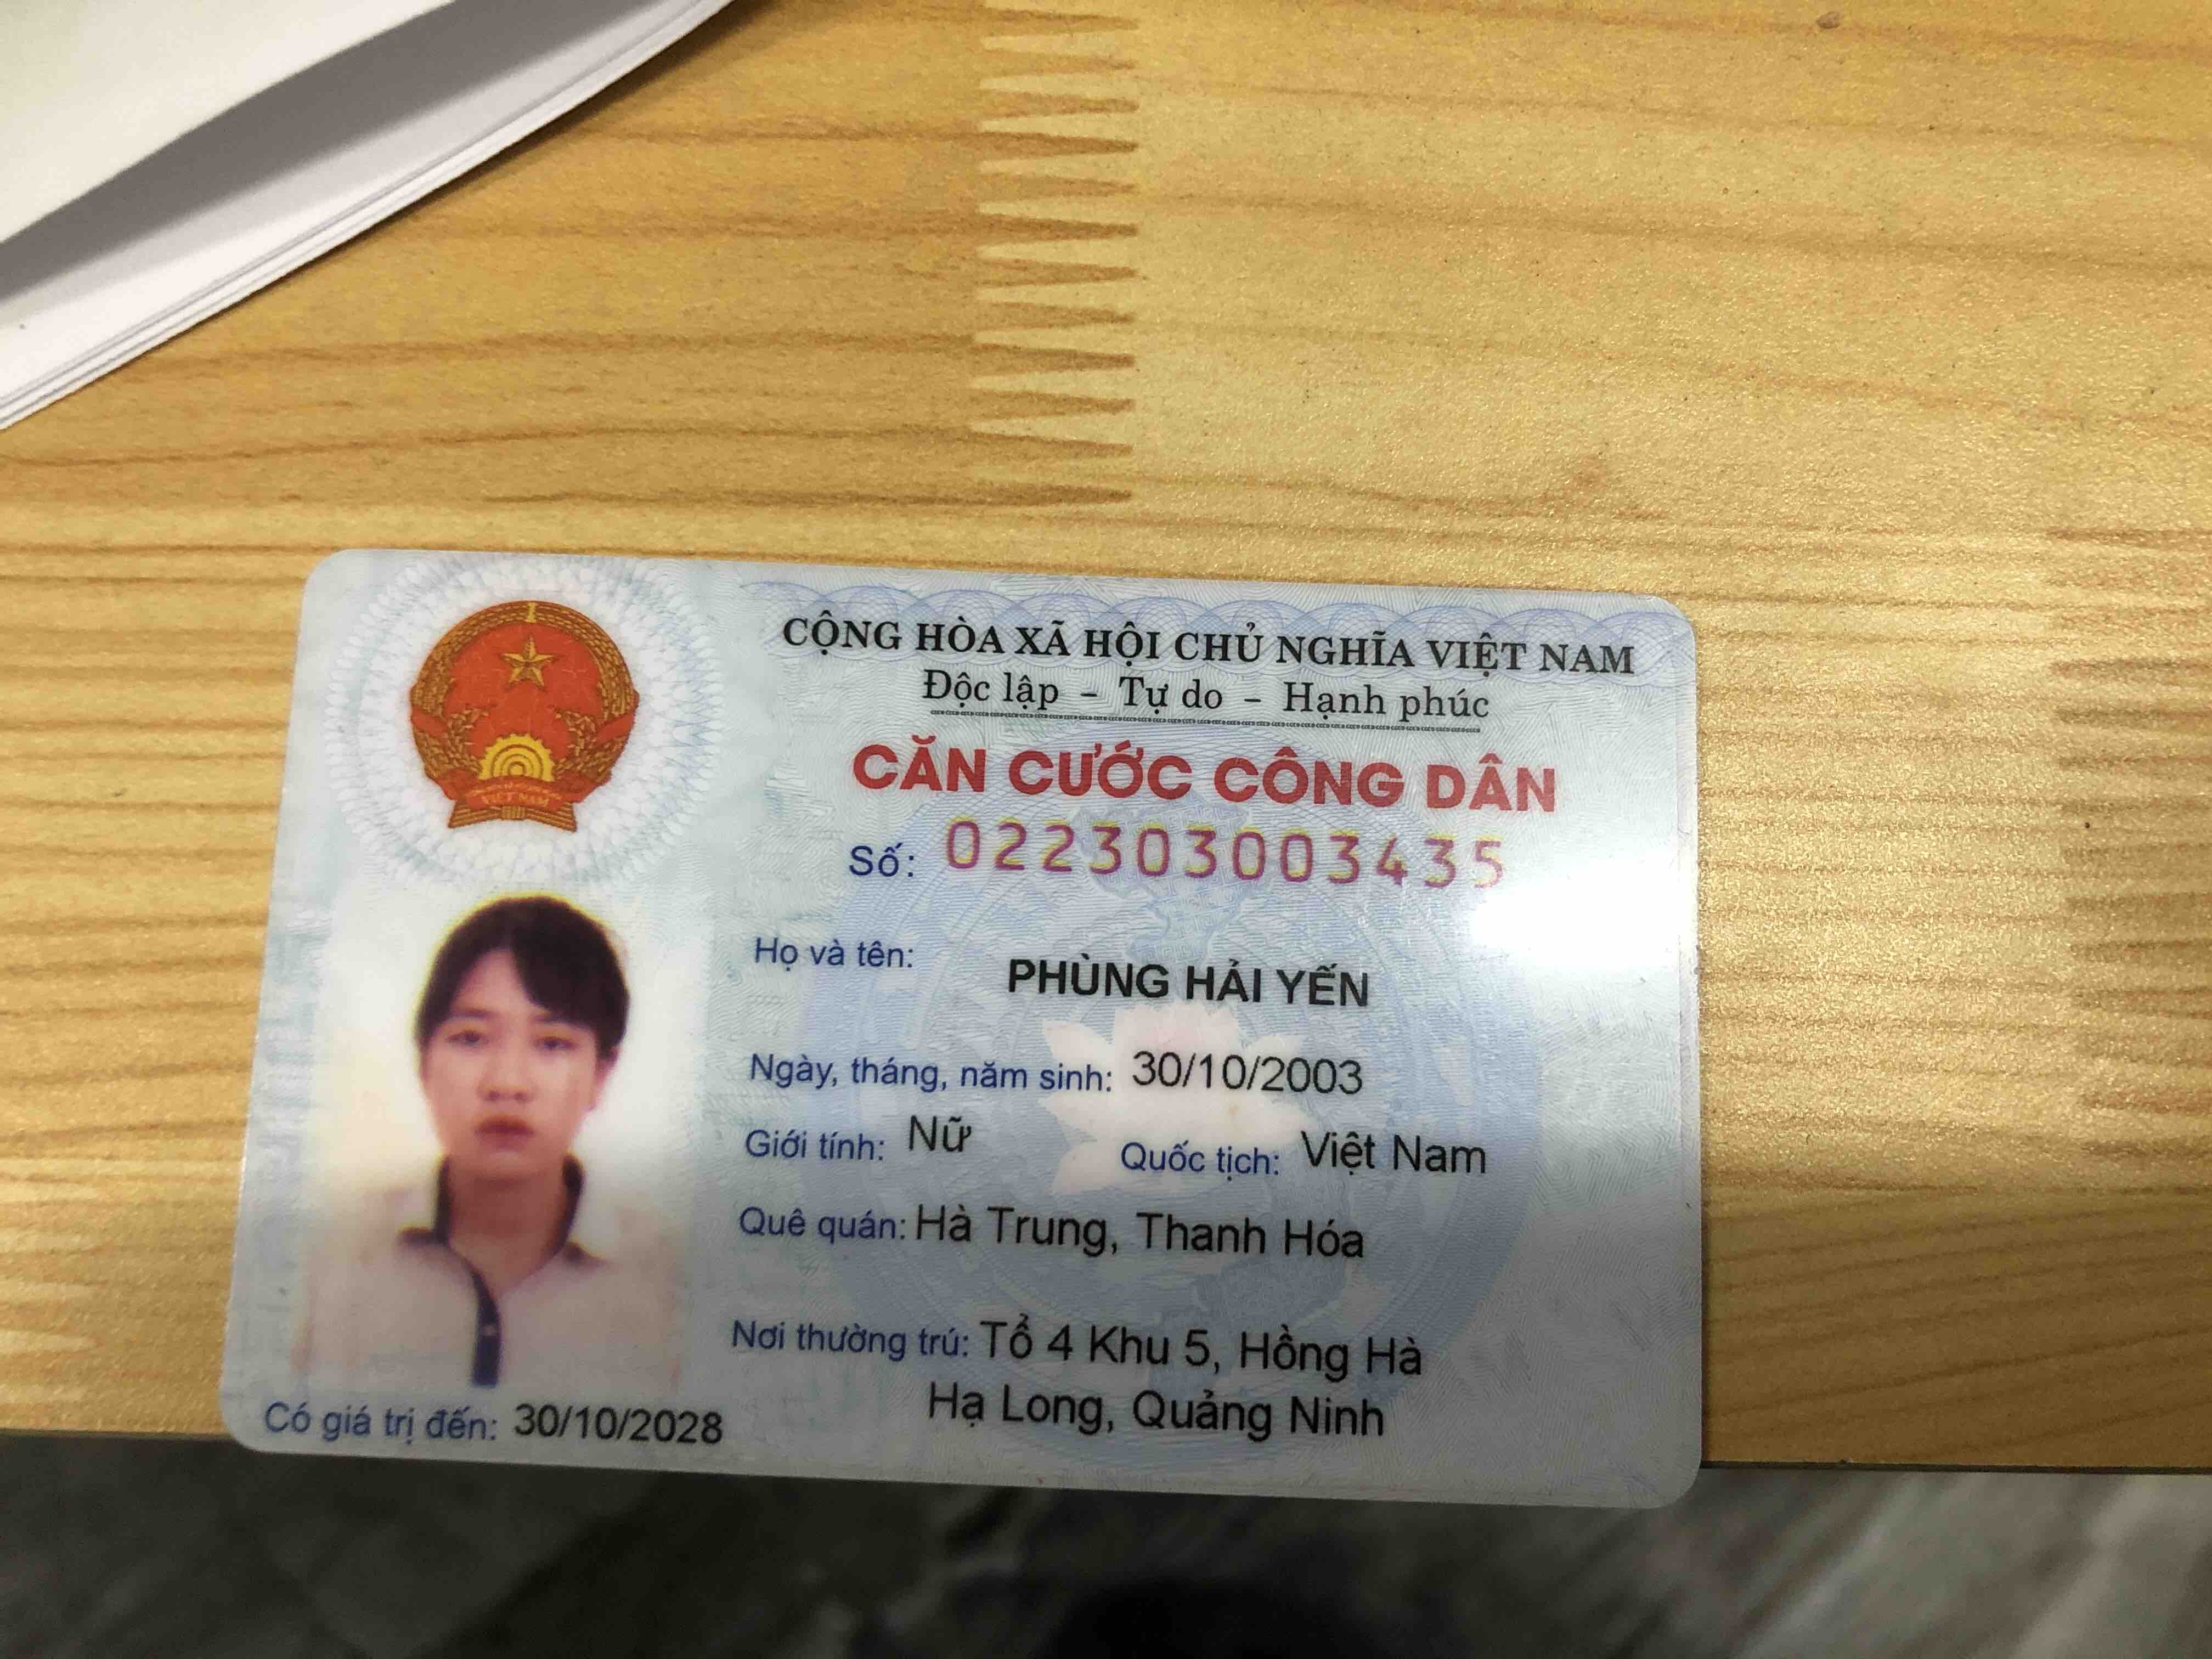 CỘNG HÒA XÃ HỘI CHỦ NGHĨA VIỆT NAM
Độc lập - Tự do - Hạnh phúc
CĂN CƯỚC CÔNG DÂN
Số: 022303003435
Họ và tên: PHÙNG HẢI YẾN
Ngày, tháng, năm sinh: 30/10/2003
Giới tính: Nữ Quốc tịch: Việt Nam
Quê quán: Hà Trung, Thanh Hóa
Nơi thường trú: Tổ 4 Khu 5, Hồng Hà
Hạ Long, Quảng Ninh
Có giá trị đến: 30/10/2028